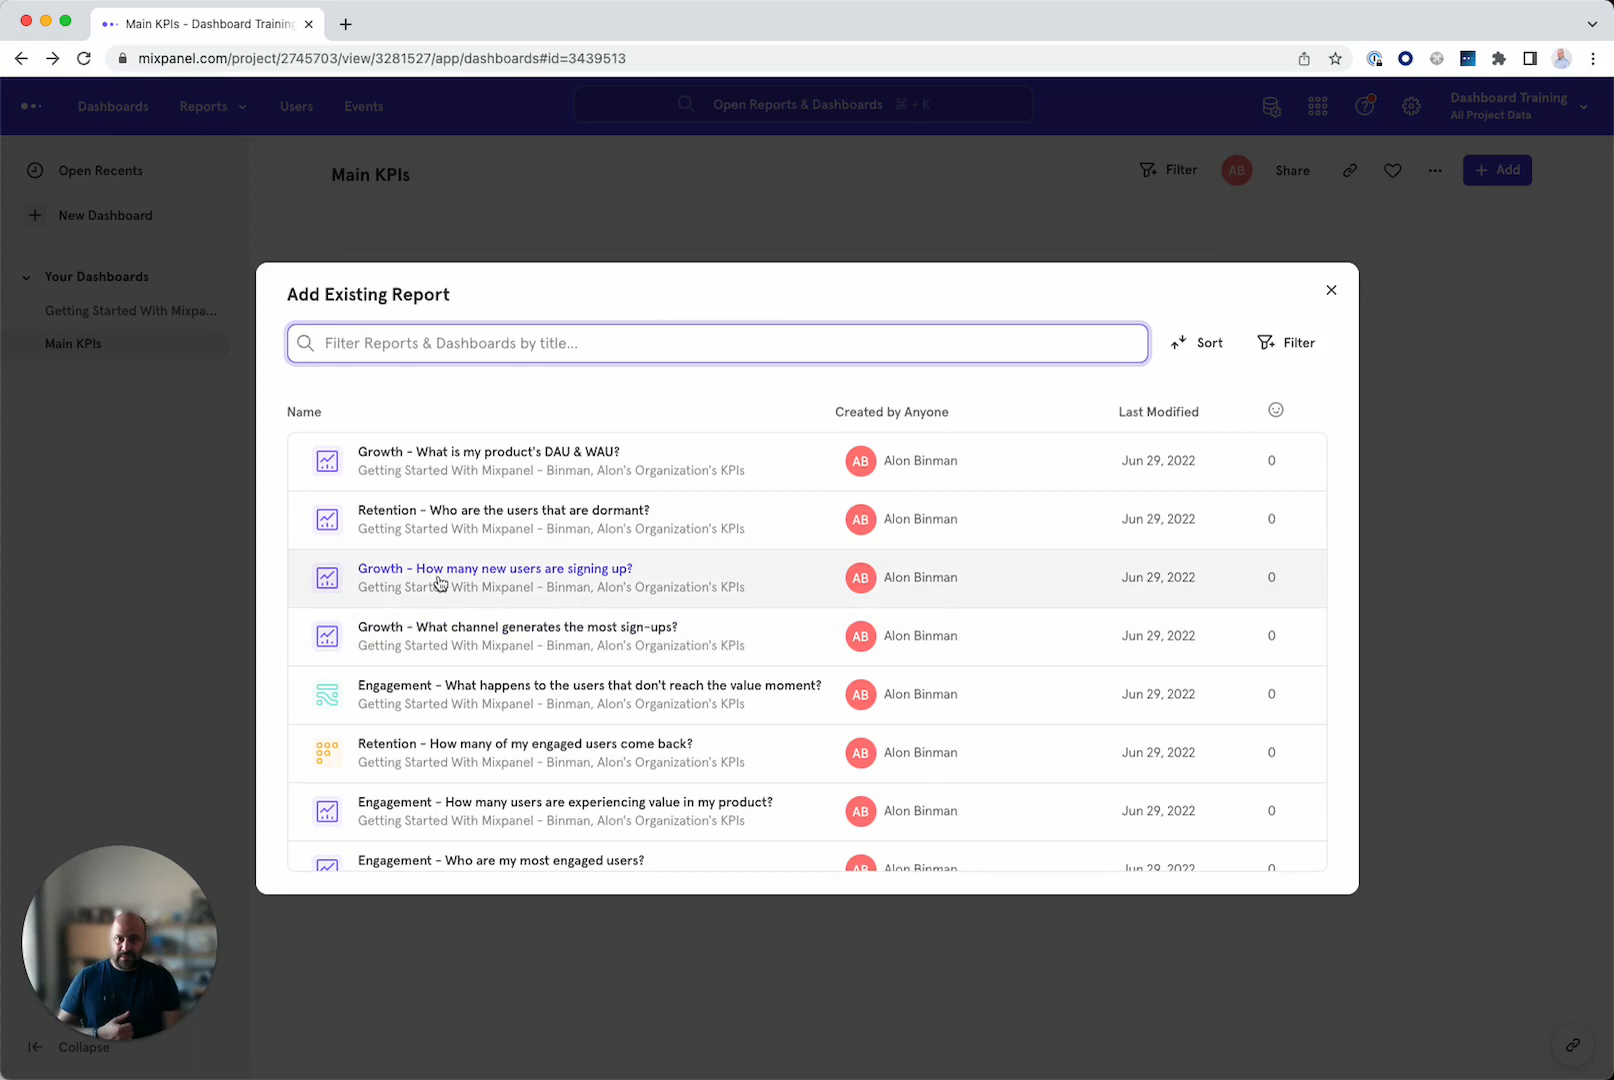 Main KPIs - Dashboard Training
mixpanel.com/project/2745703/view/3281527/app/dashboards#id=3439513
Dashboards Reports Users Events Open Reports & Dashboards ⌘ + K Dashboard Training
All Project Data
Open Recents
Main KPIs
Filter AB Share + Add
New Dashboard
Your Dashboards
Getting Started With Mixpa...
Main KPIs
Add Existing Report
Filter Reports & Dashboards by title...
Sort
Filter
Name Created by Anyone Last Modified
Growth - What is my product's DAU & WAU?
Getting Started With Mixpanel - Binman, Alon's Organization's KPIs
AB Alon Binman Jun 29, 2022 0
Retention - Who are the users that are dormant?
Getting Started With Mixpanel - Binman, Alon's Organization's KPIs
AB Alon Binman Jun 29, 2022 0
Growth - How many new users are signing up?
Getting Started With Mixpanel - Binman, Alon's Organization's KPIs
AB Alon Binman Jun 29, 2022 0
Growth - What channel generates the most sign-ups?
Getting Started With Mixpanel - Binman, Alon's Organization's KPIs
AB Alon Binman Jun 29, 2022 0
Engagement - What happens to the users that don't reach the value moment?
Getting Started With Mixpanel - Binman, Alon's Organization's KPIs
AB Alon Binman Jun 29, 2022 0
Retention - How many of my engaged users come back?
Getting Started With Mixpanel - Binman, Alon's Organization's KPIs
AB Alon Binman Jun 29, 2022 0
Engagement - How many users are experiencing value in my product?
Getting Started With Mixpanel - Binman, Alon's Organization's KPIs
AB Alon Binman Jun 29, 2022 0
Engagement - Who are my most engaged users?
AB Alon Binman Jun 29, 2022 0
Collapse